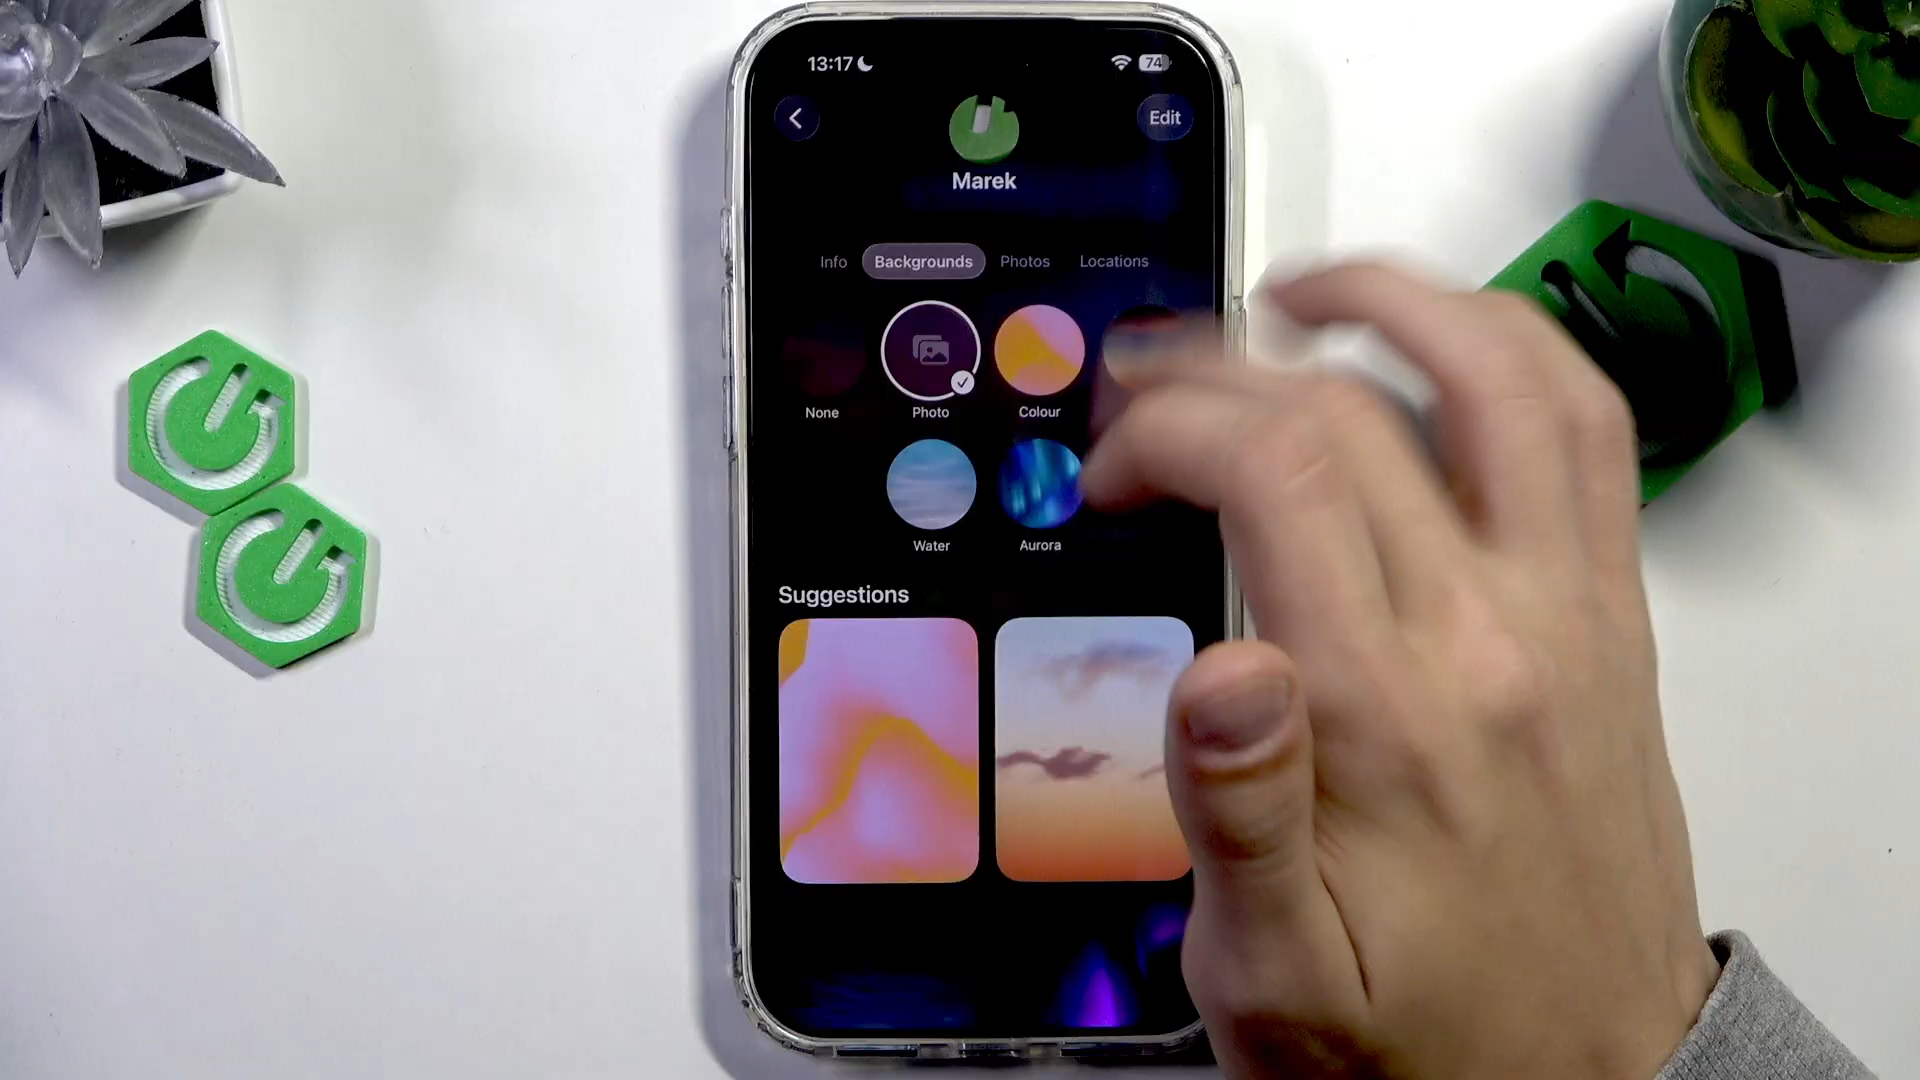 13:17
74
Edit
Marek
Info Backgrounds Photos Locations
None Photo Colour
Water Aurora
Suggestions